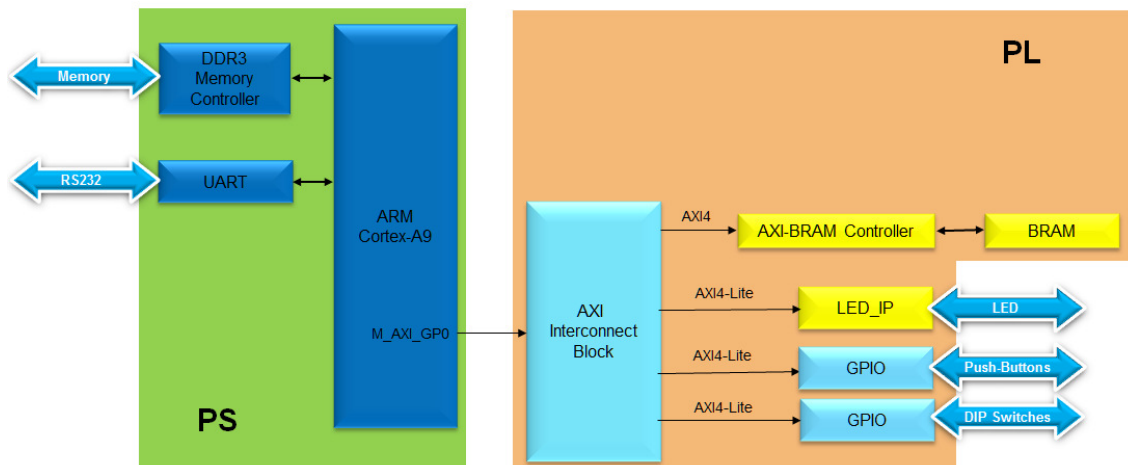 Memory
DDR3
Memory
Controller
RS232
UART
ARM
Cortex-A9
M_AXI_GP0
PS
PL
AXI
Interconnect
Block
AXI4
AXI-BRAM Controller
BRAM
AXI4-Lite
LED_IP
LED
AXI4-Lite
GPIO
Push-Buttons
AXI4-Lite
GPIO
DIP Switches